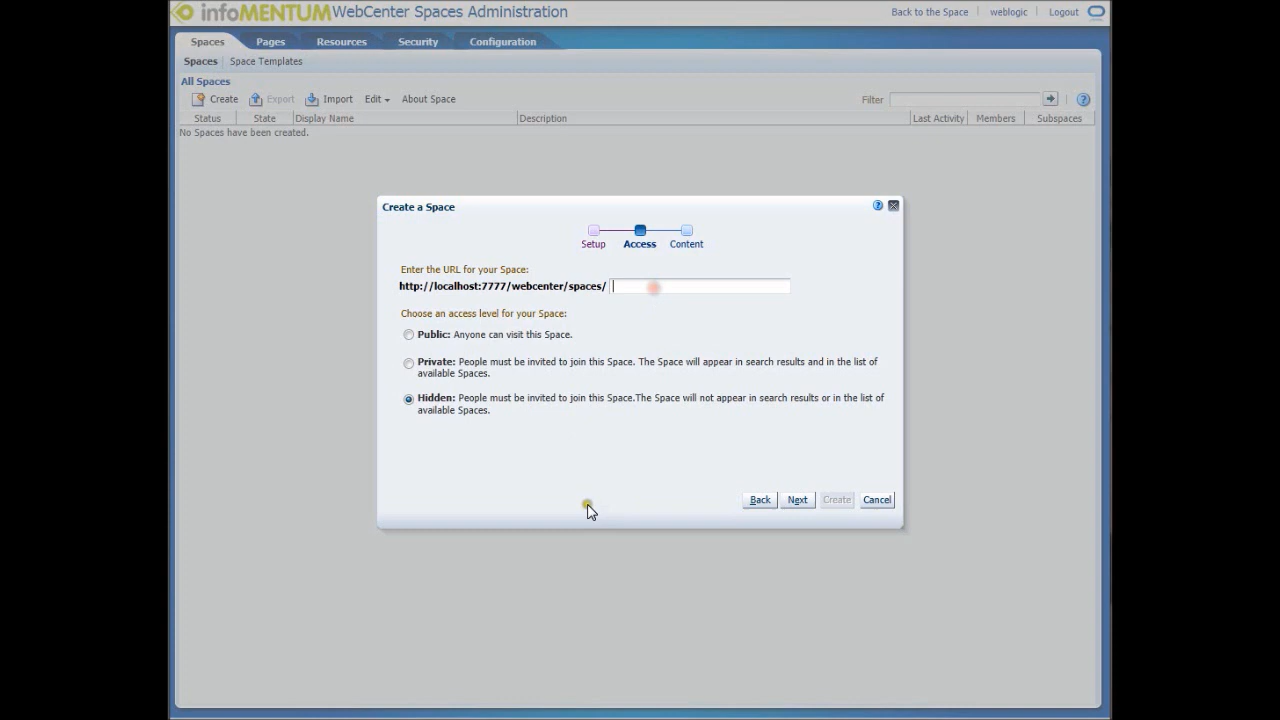 infoMENTUM WebCenter Spaces Administration
Back to the Space weblogic Logout
Spaces Pages Resources Security Configuration
Spaces Space Templates
All Spaces
Create Export Import Edit About Space Filter
Status State Display Name Description Last Activity Members Subspaces
No Spaces have been created.
Create a Space
Setup Access Content
Enter the URL for your Space:
http://localhost:7777/webcenter/spaces/
Choose an access level for your Space:
Public: Anyone can visit this Space.
Private: People must be invited to join this Space. The Space will appear in search results and in the list of
available Spaces.
Hidden: People must be invited to join this Space.The Space will not appear in search results or in the list of
available Spaces.
Back Next Create Cancel